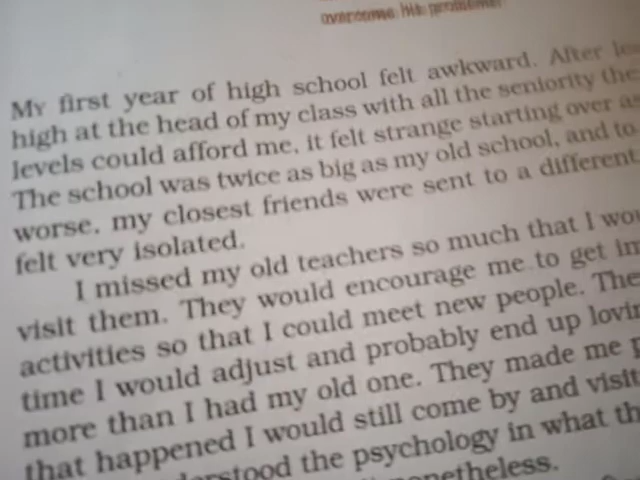 overcome his problems.
My first year of high school felt awkward. After
high at the head of my class with all the seniority the
levels could afford me, it felt strange starting over
The school was twice as big as my old school, and to
worse, my closest friends were sent to a different
felt very isolated.
I missed my old teachers so much that I
visit them. They would encourage me to get
activities so that I could meet new people.
time I would adjust and probably end up
more than I had my old one. They made me
that happened I would still come by and visit
the psychology in what
nonetheless.